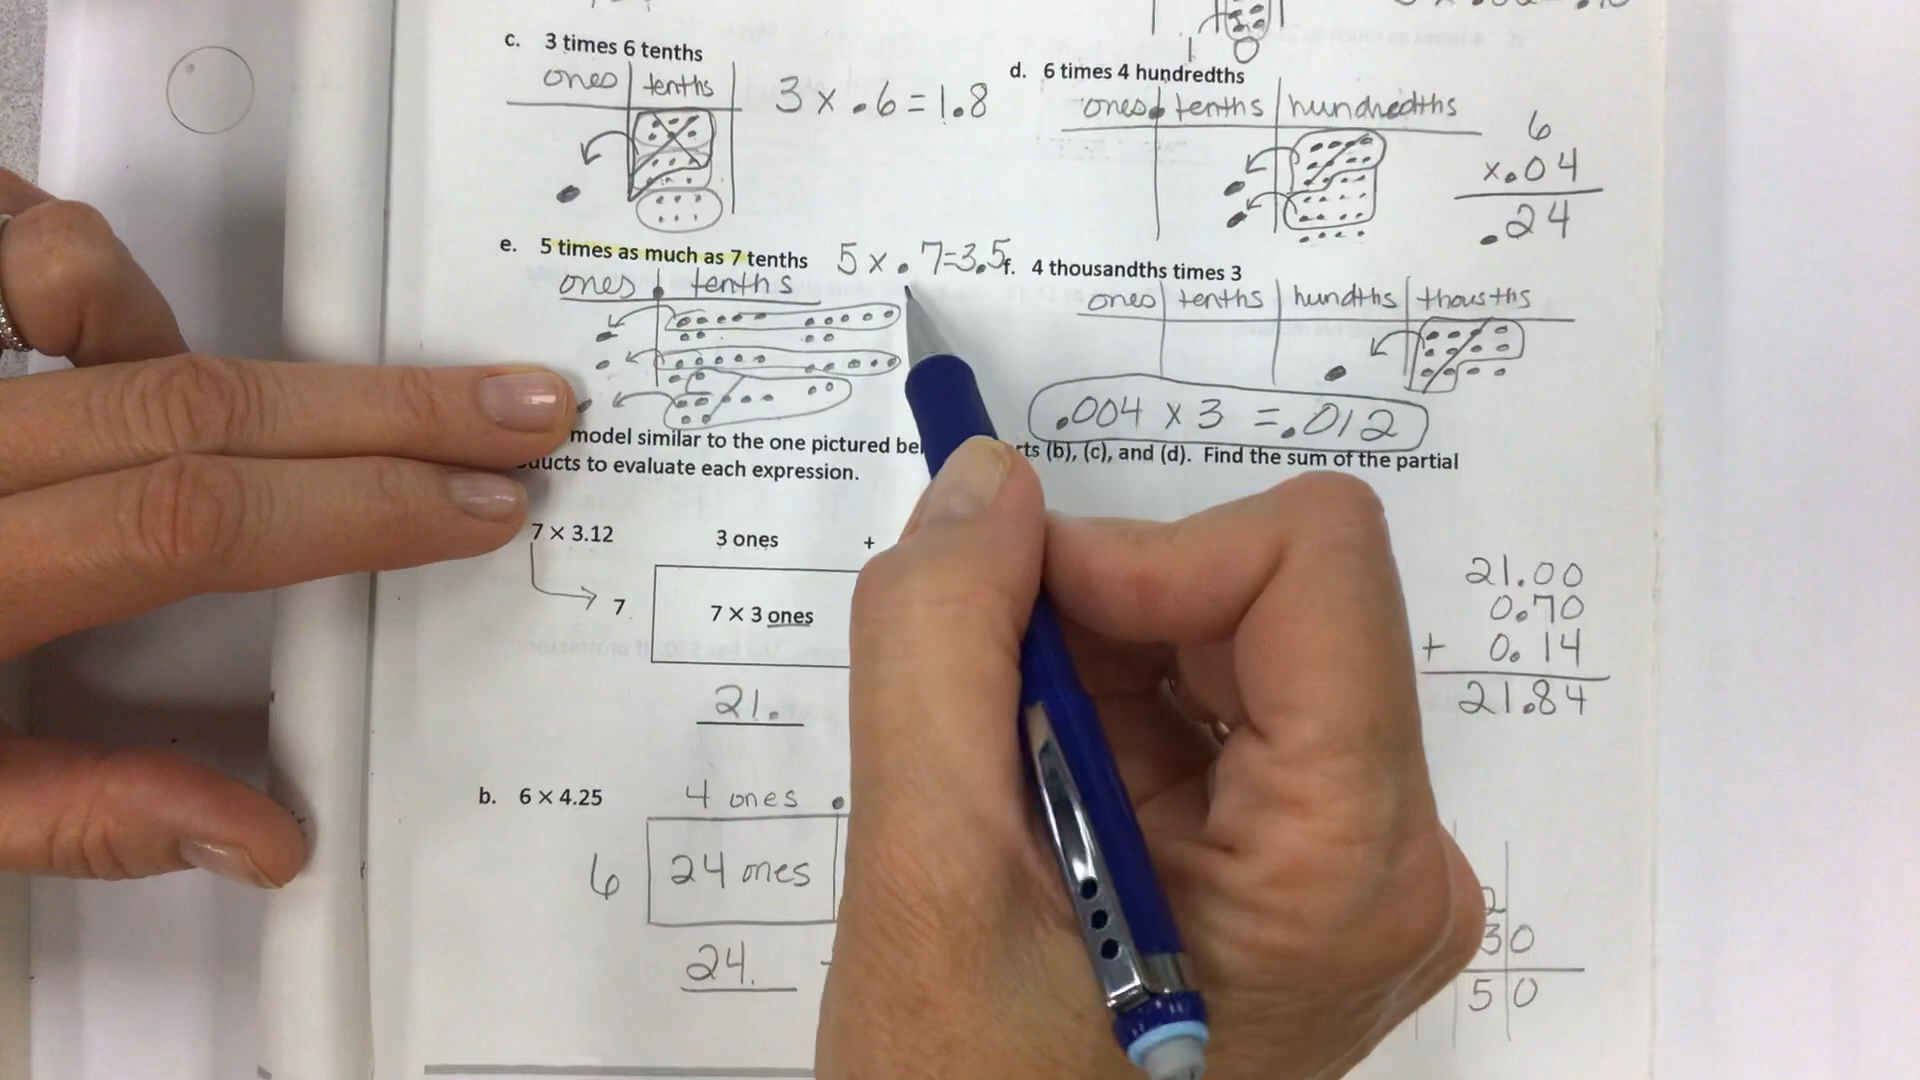 c. 3 times 6 tenths
ones tenths
3 x .6 = 1.8
1 0
d. 6 times 4 hundredths
ones . tenths hundredths
6
x .04
.24
e. 5 times as much as 7 tenths
5 x .7=3.5
ones . tenths
f. 4 thousandths times 3
ones tenths hundths thousths
.004 x 3 = .012
model similar to the one pictured
parts (b), (c), and (d). Find the sum of the partial
to evaluate each expression.
7 × 3.12
3 ones +
7
7 × 3 ones
21.
21.00
0.70
+ 0.14
21.84
b. 6 × 4.25
4 ones .
6
24 ones
24.
30
50